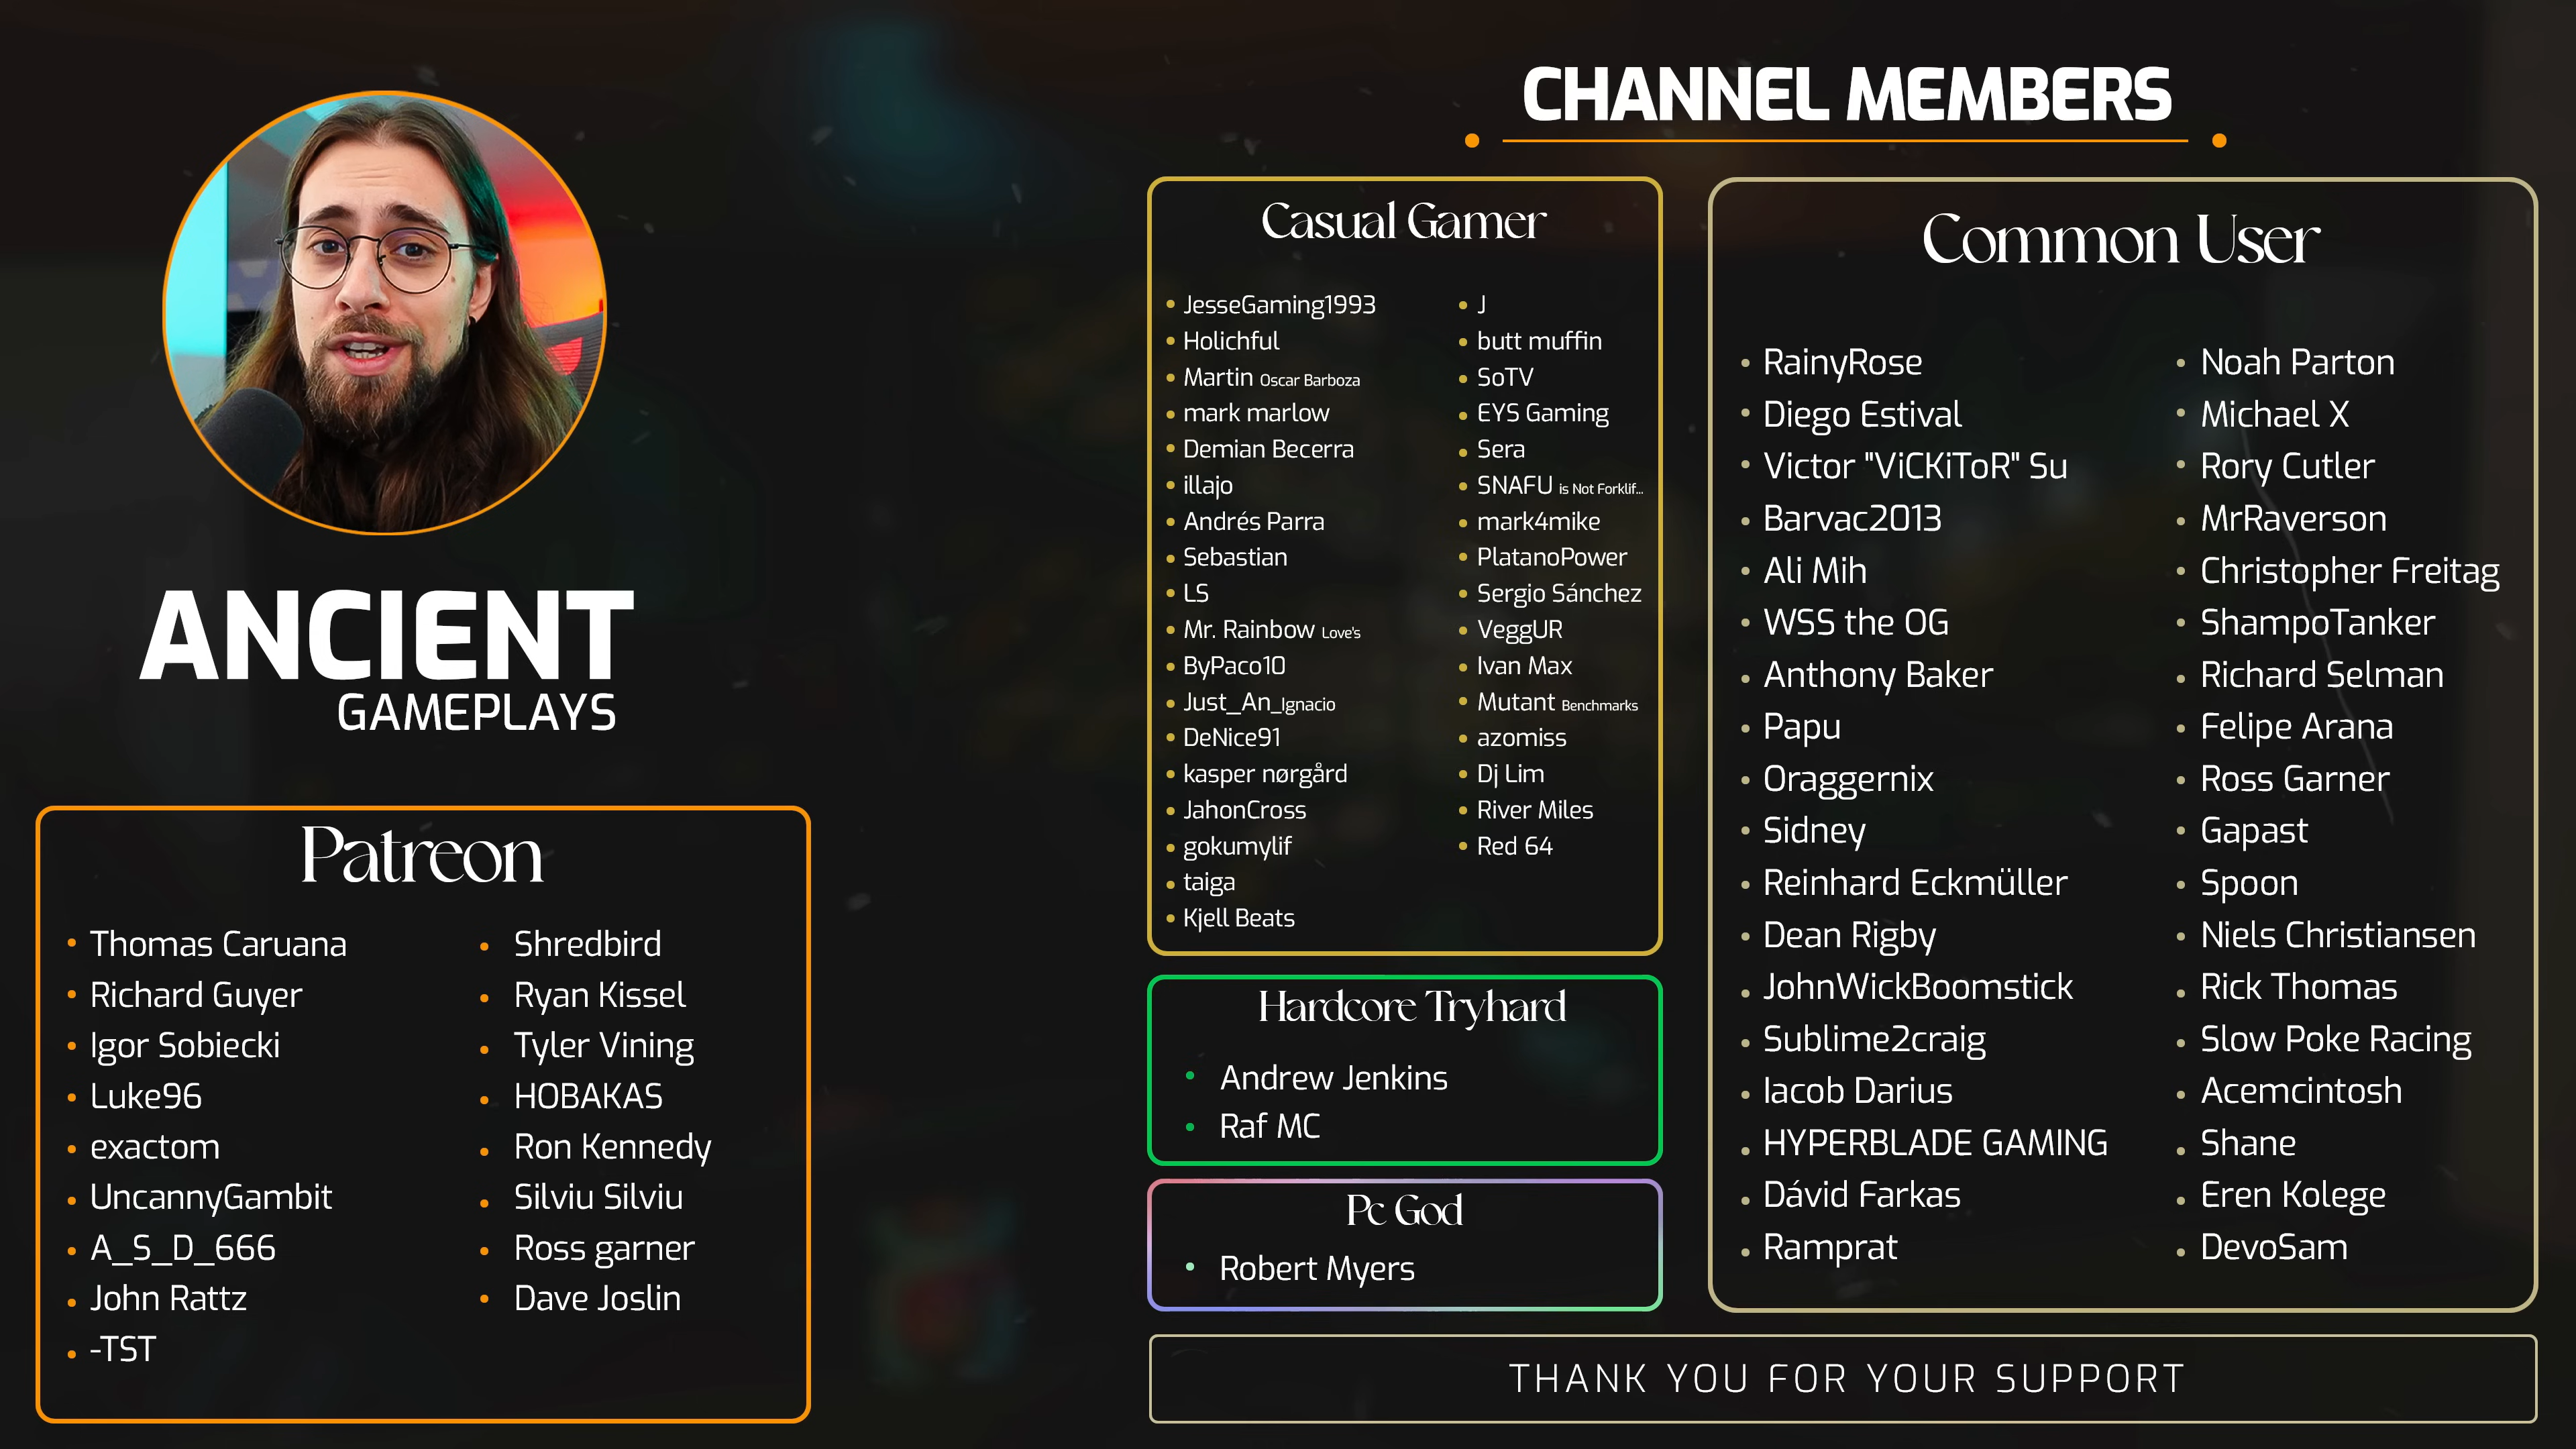 ANCIENT
GAMEPLAYS
Patreon
Thomas Caruana
Richard Guyer
Igor Sobiecki
Luke96
exactom
UncannyGambit
A_S_D_666
John Rattz
-TST
Shredbird
Ryan Kissel
Tyler Vining
HOBAKAS
Ron Kennedy
Silviu Silviu
Ross garner
Dave Joslin
CHANNEL MEMBERS
Casual Gamer
JesseGaming1993
Holichful
Martin Oscar Barboza
mark marlow
Demian Becerra
illajo
Andrés Parra
Sebastian
LS
Mr. Rainbow Love's
ByPaco10
Just_An_Ignacio
DeNice91
kasper nørgård
JahonCross
gokumylif
taiga
Kjell Beats
J
butt muffin
SoTV
EYS Gaming
Sera
SNAFU is Not Forklif...
mark4mike
PlatanoPower
Sergio Sánchez
VeggUR
Ivan Max
Mutant Benchmarks
azomiss
Dj Lim
River Miles
Red 64
Hardcore Tryhard
Andrew Jenkins
Raf MC
Pc God
Robert Myers
Common User
RainyRose
Diego Estival
Victor "ViCKiToR" Su
Barvac2013
Ali Mih
WSS the OG
Anthony Baker
Papu
Oraggernix
Sidney
Reinhard Eckmüller
Dean Rigby
JohnWickBoomstick
Sublime2craig
Iacob Darius
HYPERBLADE GAMING
Dávid Farkas
Ramprat
Noah Parton
Michael X
Rory Cutler
MrRaverson
Christopher Freitag
ShampoTanker
Richard Selman
Felipe Arana
Ross Garner
Gapast
Spoon
Niels Christiansen
Rick Thomas
Slow Poke Racing
Acemcintosh
Shane
Eren Kolege
DevoSam
THANK YOU FOR YOUR SUPPORT